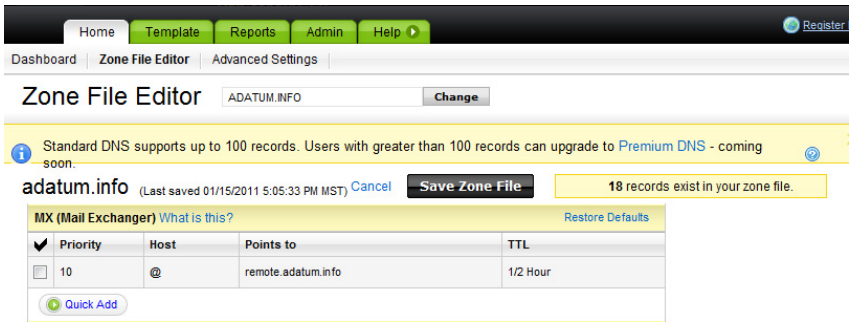 Home Template Reports Admin Help Register
Dashboard Zone File Editor Advanced Settings
Zone File Editor ADATUM.INFO Change
Standard DNS supports up to 100 records. Users with greater than 100 records can upgrade to Premium DNS - coming
soon.
adatum.info (Last saved 01/15/2011 5:05:33 PM MST) Cancel Save Zone File 18 records exist in your zone file.
MX (Mail Exchanger) What is this? Restore Defaults
Priority Host Points to TTL
10 @ remote.adatum.info 1/2 Hour
Quick Add